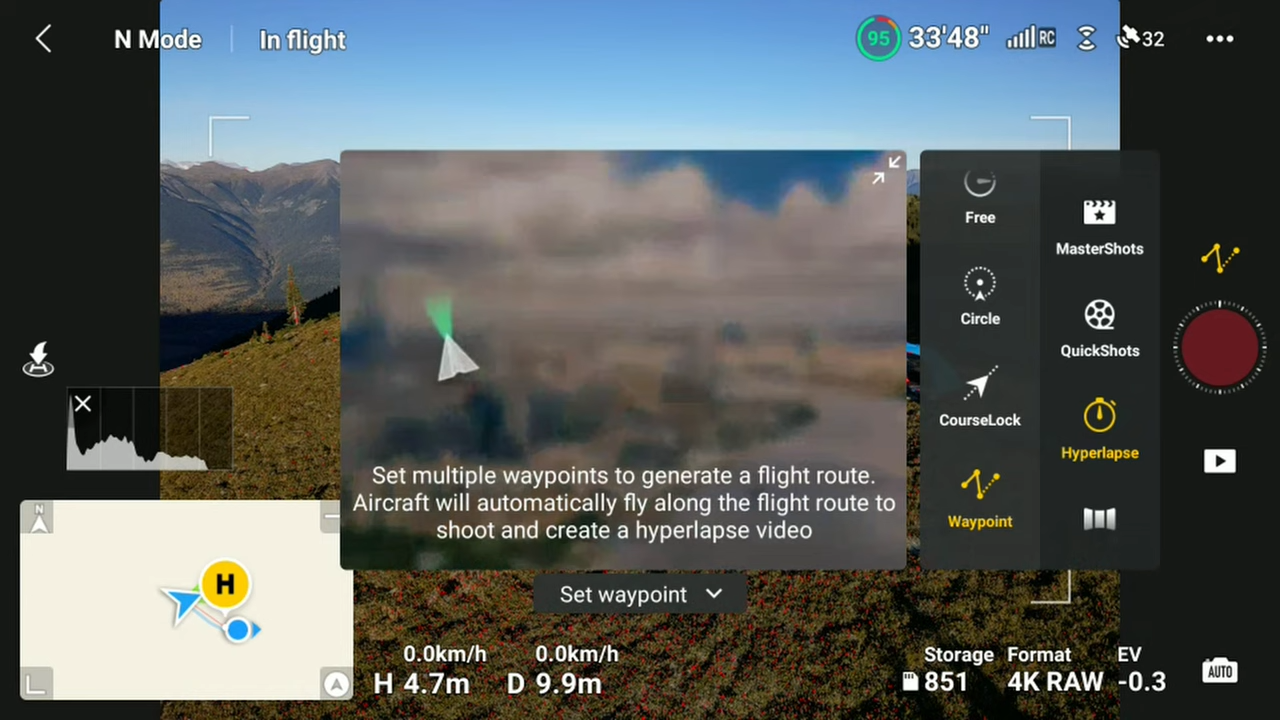 N Mode
In flight
95
33'48"
RC
32
Free
Circle
CourseLock
Waypoint
MasterShots
QuickShots
Hyperlapse
Set multiple waypoints to generate a flight route.
Aircraft will automatically fly along the flight route to
shoot and create a hyperlapse video
Set waypoint
N
H
0.0km/h
0.0km/h
H 4.7m
D 9.9m
Storage
Format
EV
851
4K RAW
-0.3
AUTO